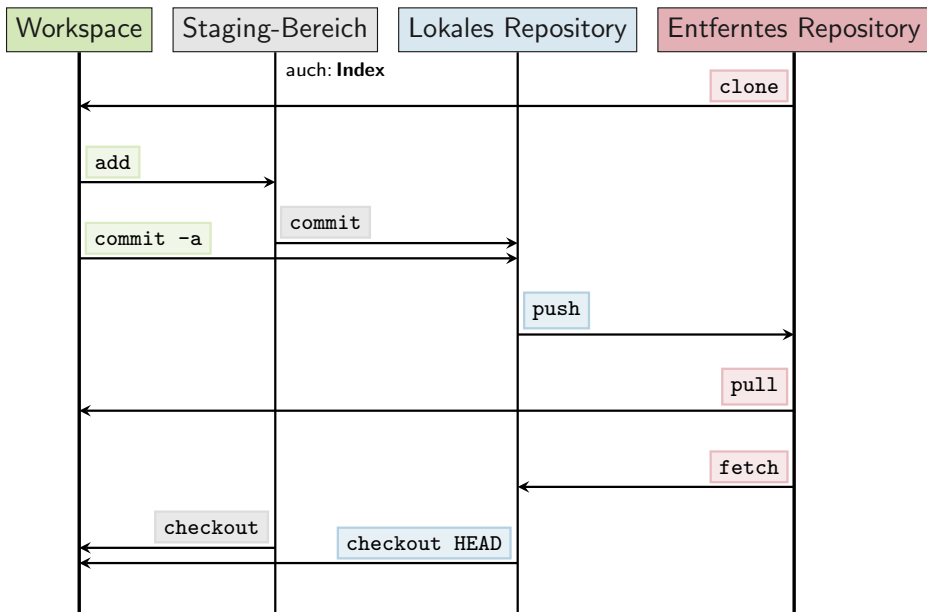 Workspace
Staging-Bereich
Lokales Repository
Entferntes Repository
auch: Index
clone
add
commit
commit -a
push
pull
fetch
checkout
checkout HEAD